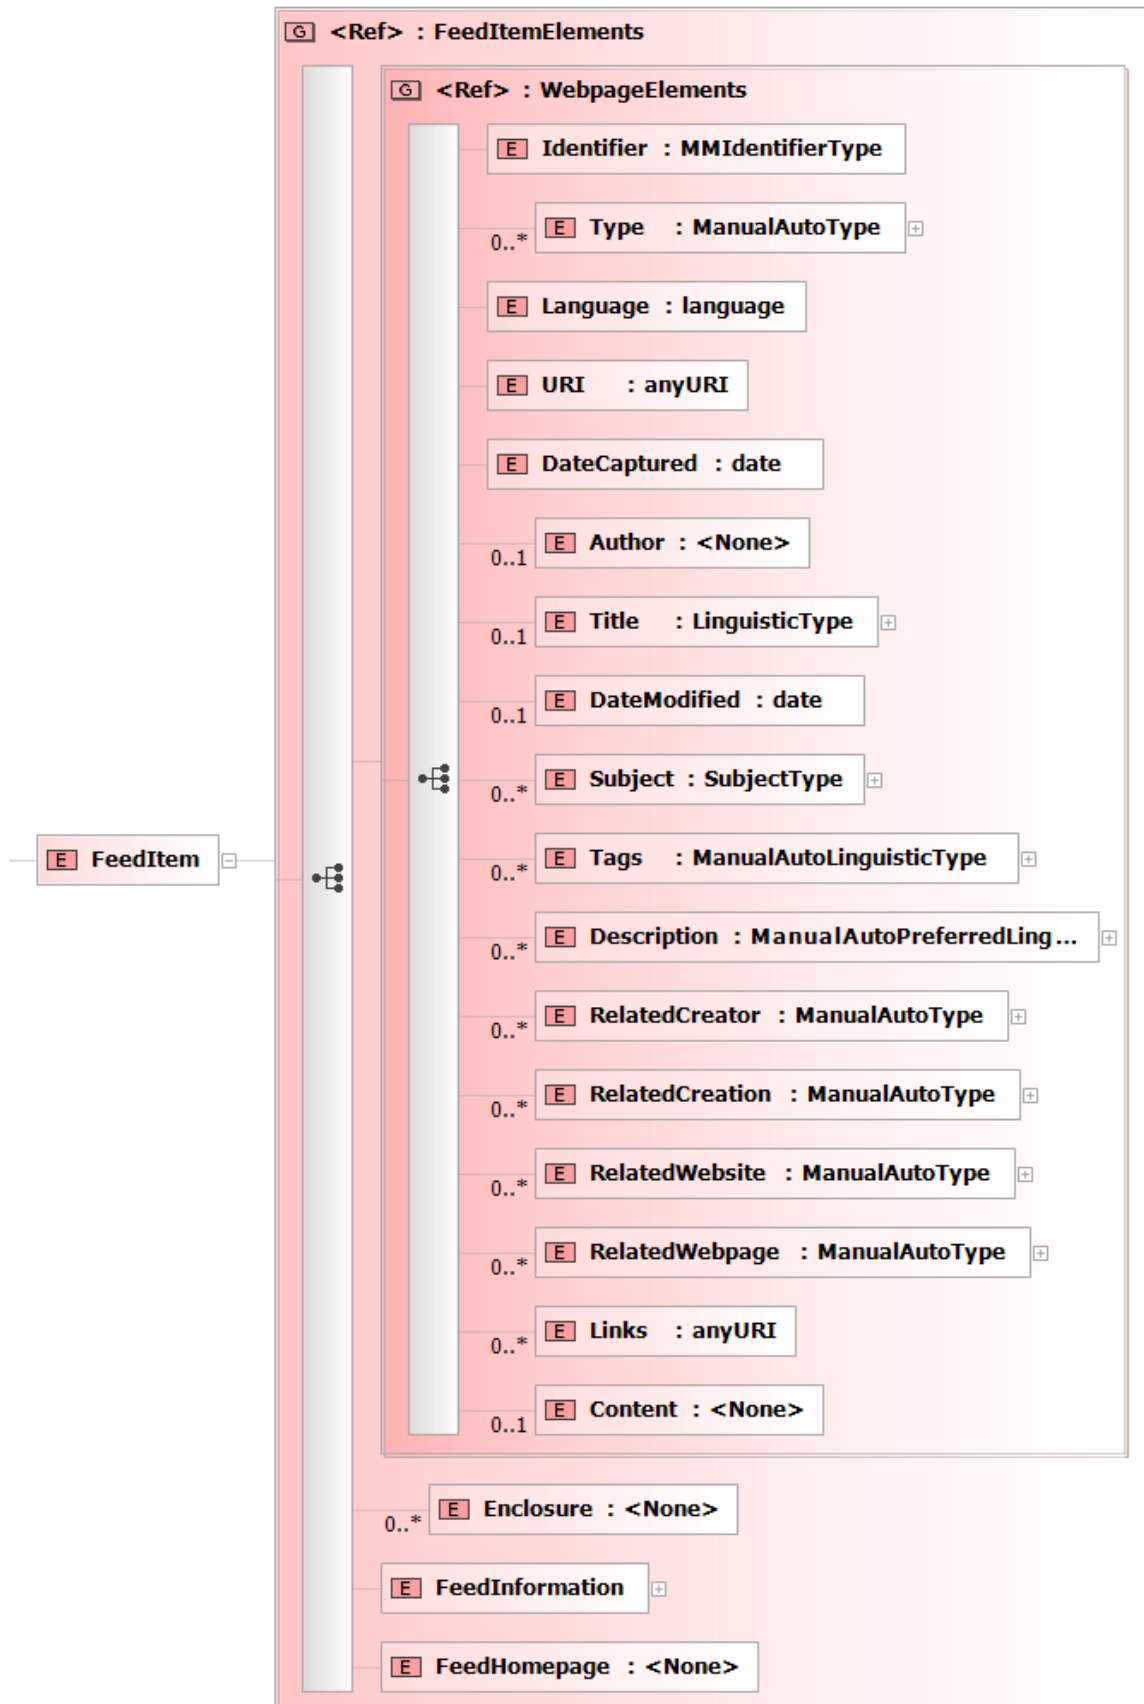 G <Ref> : FeedItemElements
G <Ref> : WebpageElements
E Identifier : MMIdentifierType
E Type : ManualAutoType
0..*
E Language : language
E URI : anyURI
E DateCaptured : date
E Author : <None>
0..1
E Title : LinguisticType
0..1
E DateModified : date
0..1
E Subject : SubjectType
0..*
E FeedItem
E Tags : ManualAutoLinguisticType
0..*
E Description : ManualAutoPreferredLing...
0..*
E RelatedCreator : ManualAutoType
0..*
E RelatedCreation : ManualAutoType
0..*
E RelatedWebsite : ManualAutoType
0..*
E RelatedWebpage : ManualAutoType
0..*
E Links : anyURI
0..*
E Content : <None>
0..1
E Enclosure : <None>
0..*
E FeedInformation
E FeedHomepage : <None>